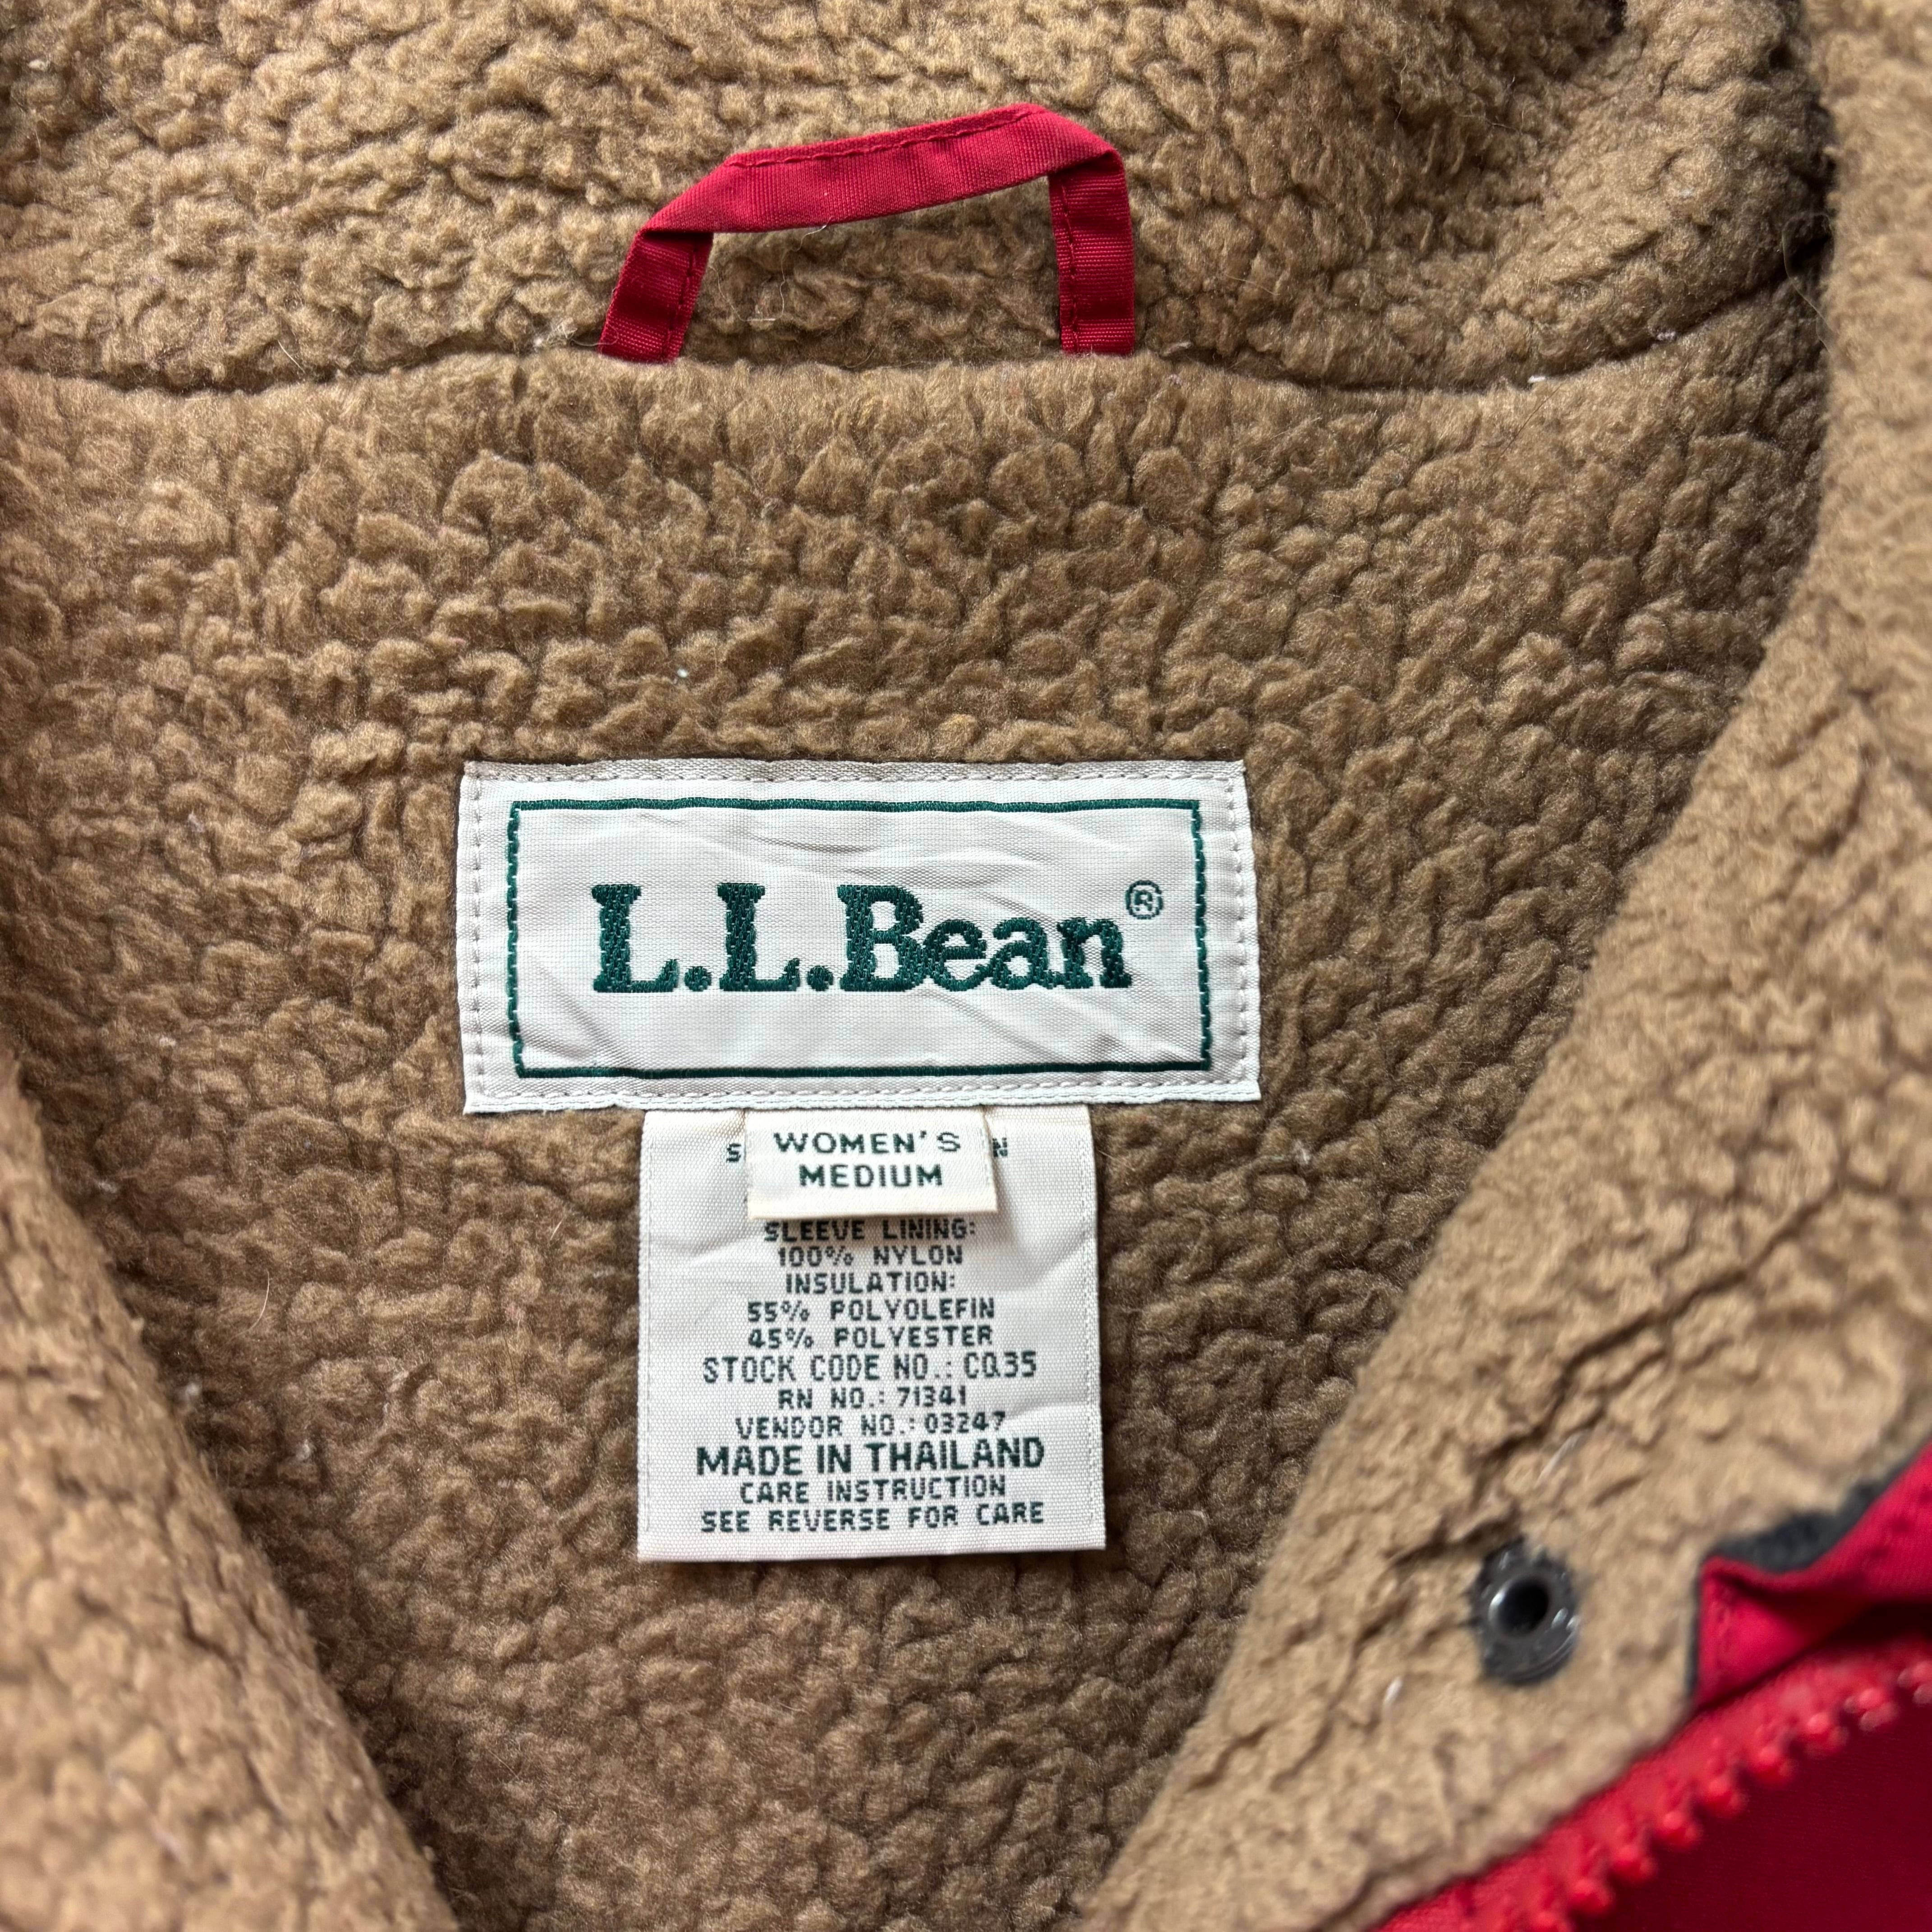 L.L.Bean®
WOMEN'S
MEDIUM
SLEEVE LINING:
100% NYLON
INSULATION:
55% POLYOLEFIN
45% POLYESTER
STOCK CODE NO.: CQ35
RN NO.: 71341
VENDOR NO.: 03247
MADE IN THAILAND
CARE INSTRUCTION
SEE REVERSE FOR CARE